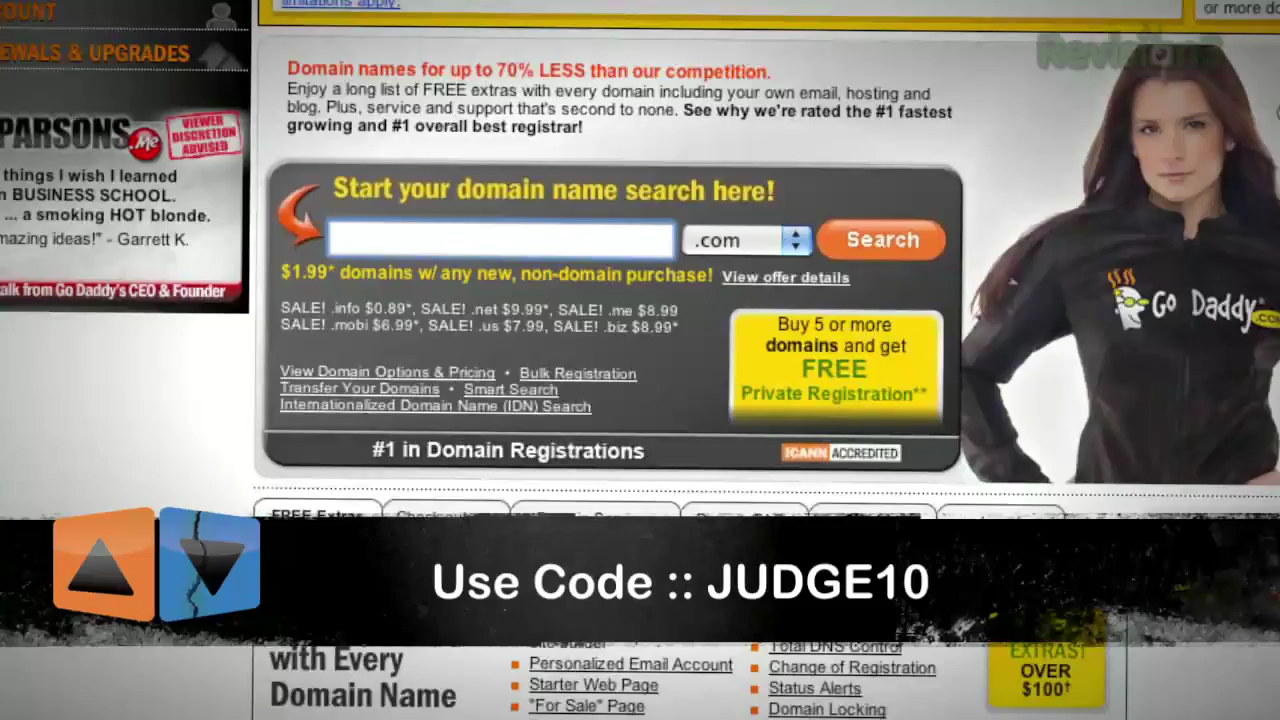 limitations apply.
or more do
OUNT
EWALS & UPGRADES
Revision3
Domain names for up to 70% LESS than our competition.
Enjoy a long list of FREE extras with every domain including your own email, hosting and
blog. Plus, service and support that's second to none. See why we're rated the #1 fastest
growing and #1 overall best registrar!
PARSONS.me
VIEWER
DISCRETION
ADVISED
things I wish I learned
n BUSINESS SCHOOL.
... a smoking HOT blonde.
mazing ideas!" - Garrett K.
alk from Go Daddy's CEO & Founder
Start your domain name search here!
.com
Search
$1.99* domains w/ any new, non-domain purchase! View offer details
SALE! .info $0.89*, SALE! .net $9.99*, SALE! .me $8.99
SALE! .mobi $6.99*, SALE! .us $7.99, SALE! .biz $8.99*
Buy 5 or more
domains and get
FREE
Private Registration**
View Domain Options & Pricing • Bulk Registration
Transfer Your Domains • Smart Search
Internationalized Domain Name (IDN) Search
#1 in Domain Registrations
ICANN ACCREDITED
Go Daddy.CO
FREE Extras
Use Code :: JUDGE10
with Every
Domain Name
Personalized Email Account
Starter Web Page
"For Sale" Page
Total DNS Control
Change of Registration
Status Alerts
Domain Locking
EXTRAS!
OVER
$100†